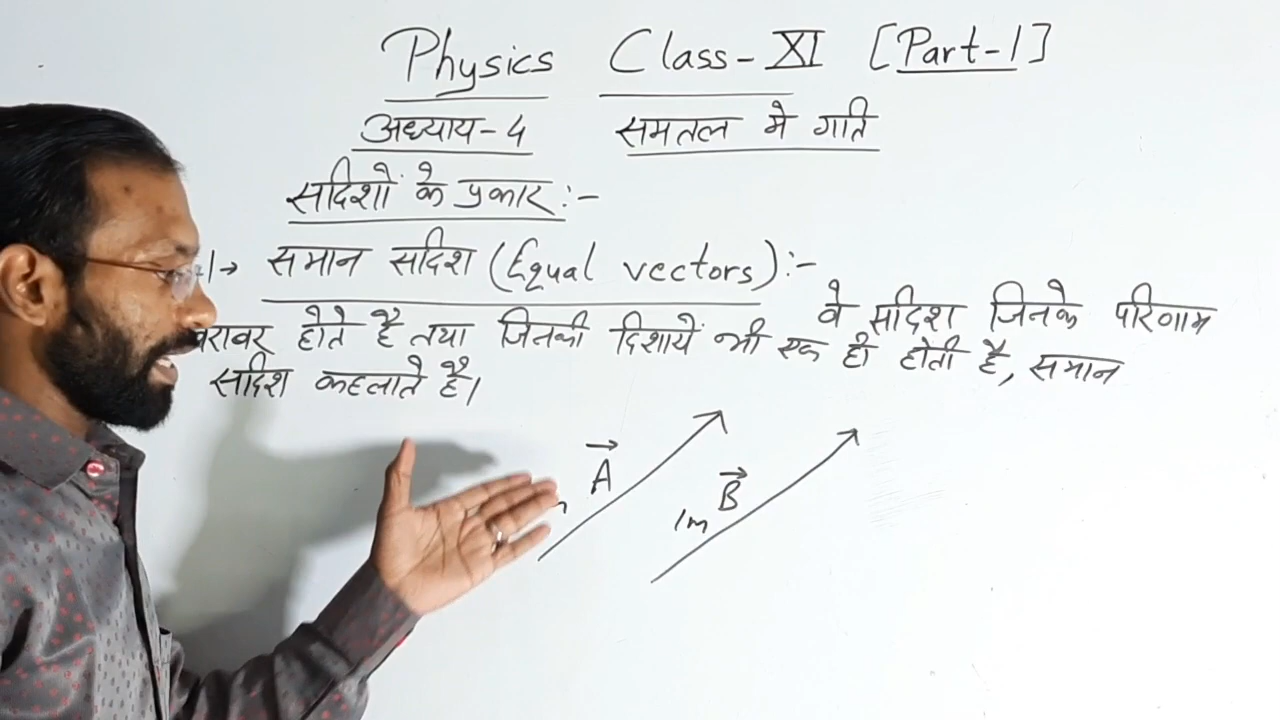 Physics Class-XI [Part-1]
अध्याय-4 समतल मे गति
सदिशों के प्रकार:-
1→ समान सदिश (Equal vectors):-
वे सदिश जिनके परिणाम
बराबर होते है तथा जिनकी दिशायें भी एक ही होती है, समान
सदिश कहलाते है।
A
B
1m